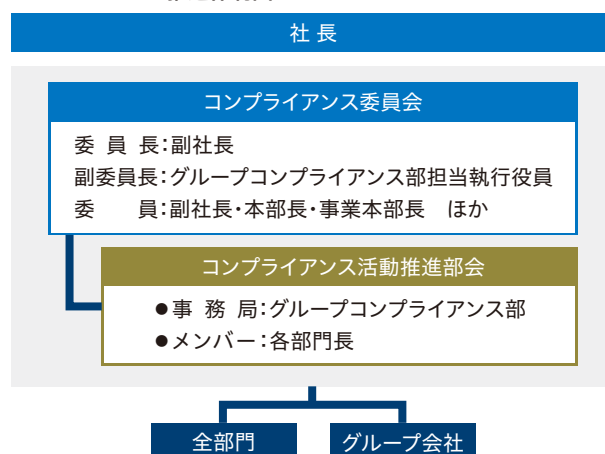 社 長
コンプライアンス委員会
委 員 長：副社長
副委員長：グループコンプライアンス部担当執行役員
委　　員：副社長・本部長・事業本部長　ほか
コンプライアンス活動推進部会
●事 務 局：グループコンプライアンス部
●メンバー：各部門長
全部門
グループ会社